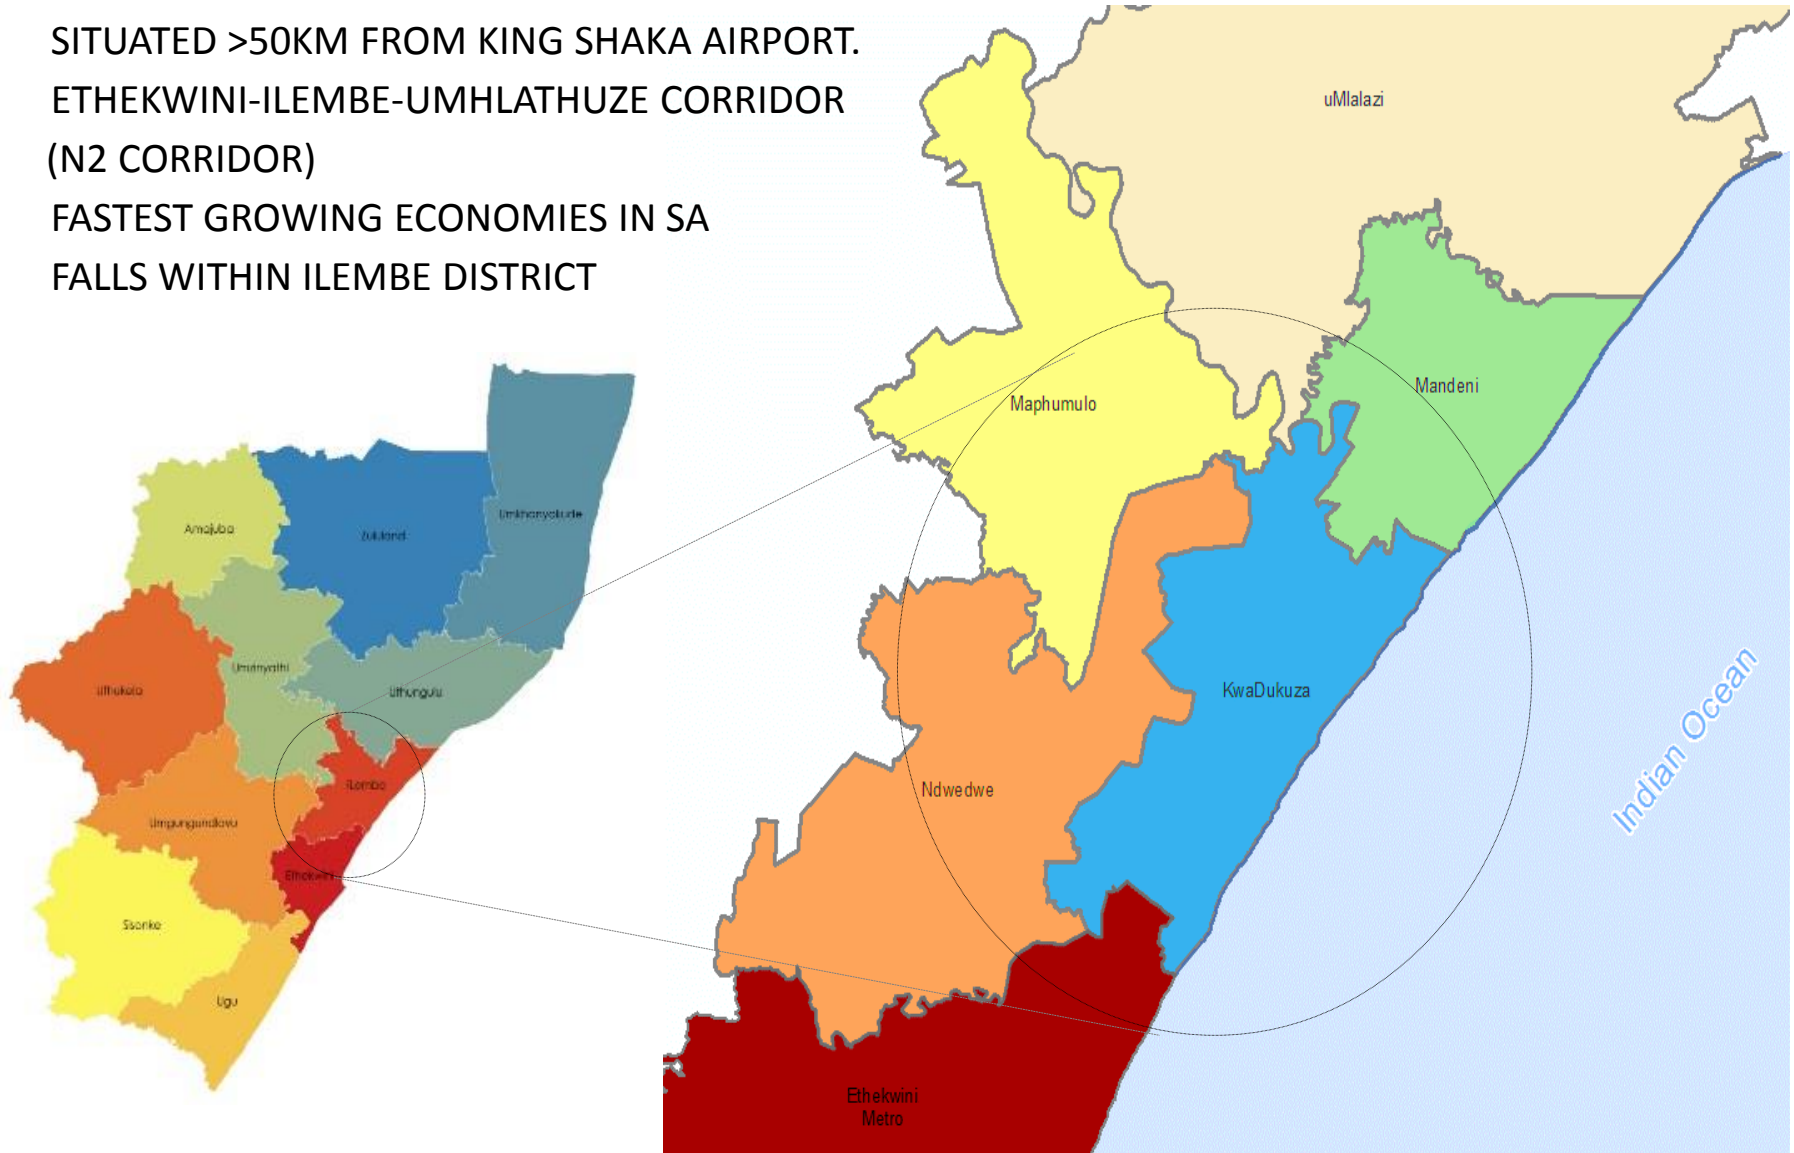 SITUATED >50KM FROM KING SHAKA AIRPORT.
ETHEKWINI-ILEMBE-UMHLATHUZE CORRIDOR
(N2 CORRIDOR)
FASTEST GROWING ECONOMIES IN SA
FALLS WITHIN ILEMBE DISTRICT
Amajuba
Zululand
Umkhanyakude
Uthukela
Umzinyathi
Uthungulu
iLembe
Umgungundlovu
Ethekwini
Sisonke
Ugu
uMlalazi
Maphumulo
Mandeni
KwaDukuza
Ndwedwe
Indian Ocean
Ethekwini
Metro